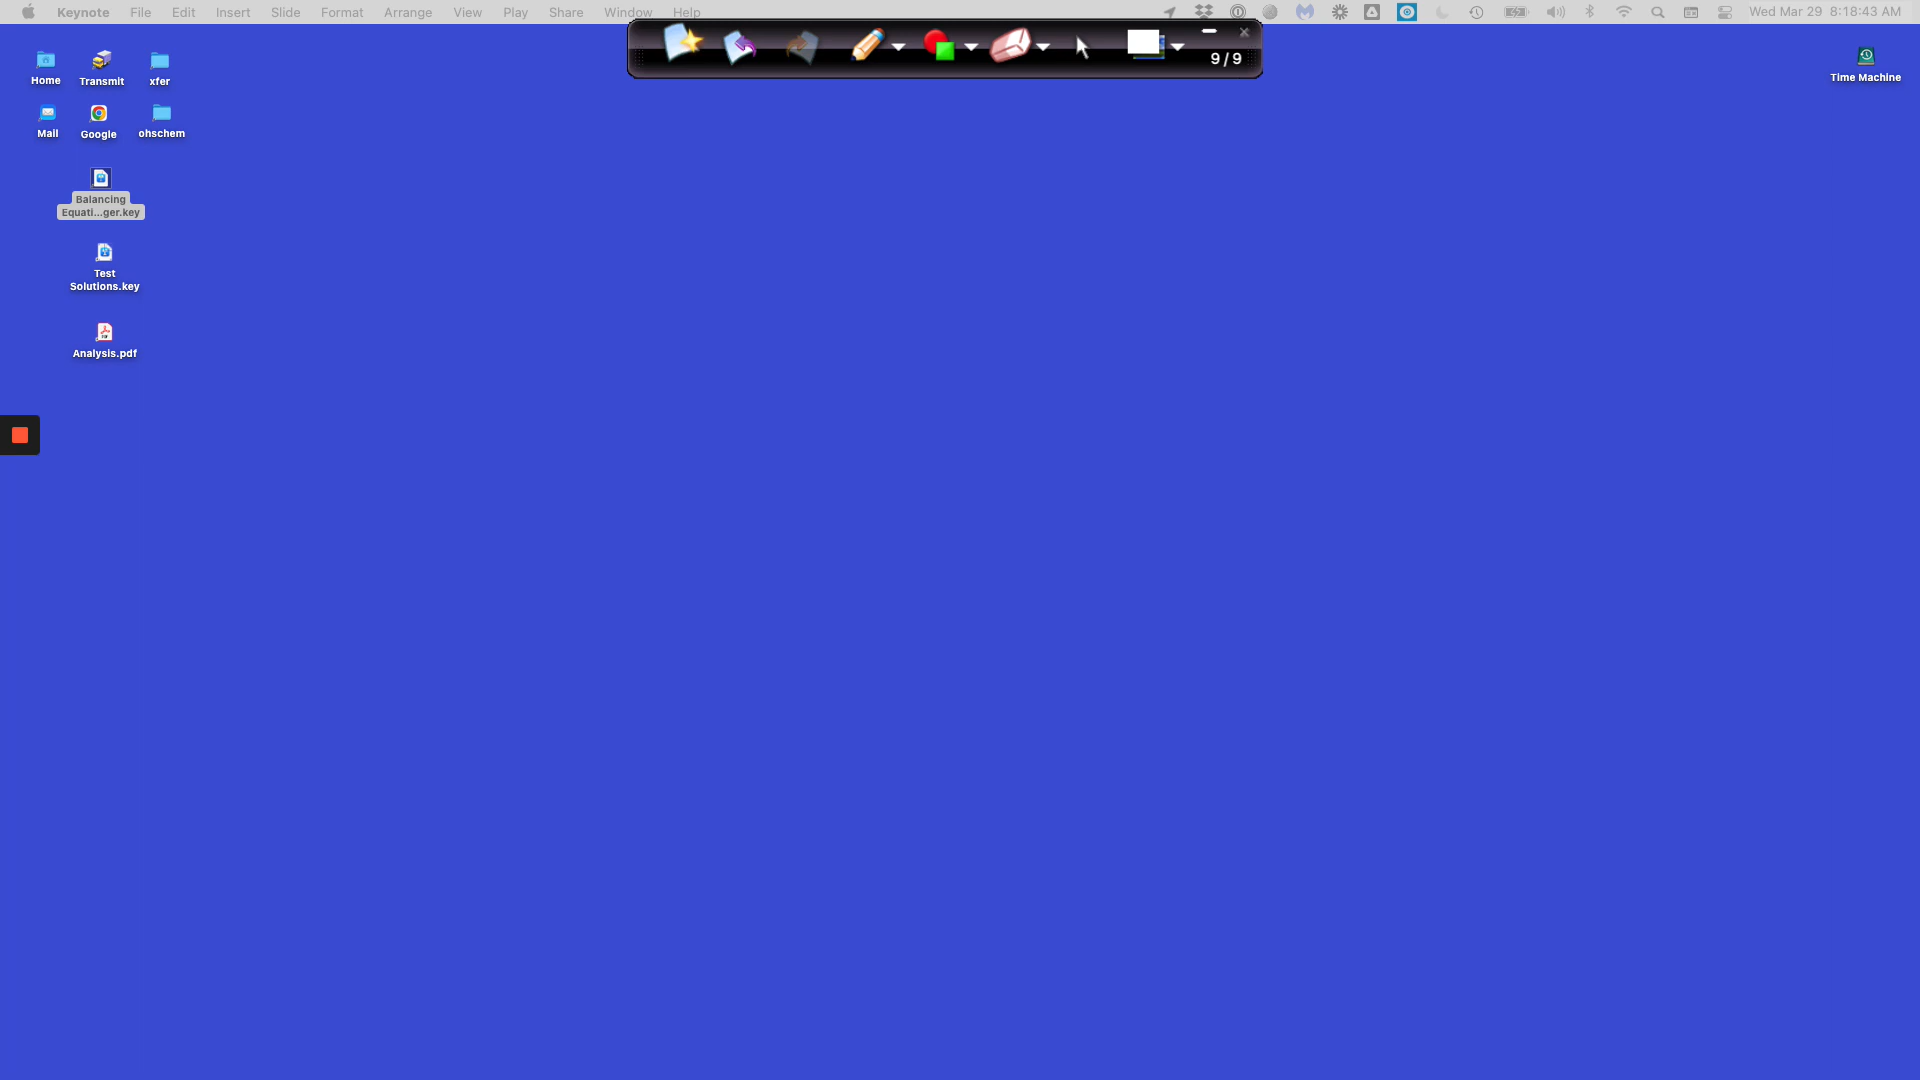 Keynote File Edit Insert Slide Format Arrange View Play Share Window Help Wed Mar 29 8:18:43 AM
9 / 9
Home Transmit xfer
Time Machine
Mail Google ohschem
Balancing
Equati...ger.key
Test
Solutions.key
Analysis.pdf